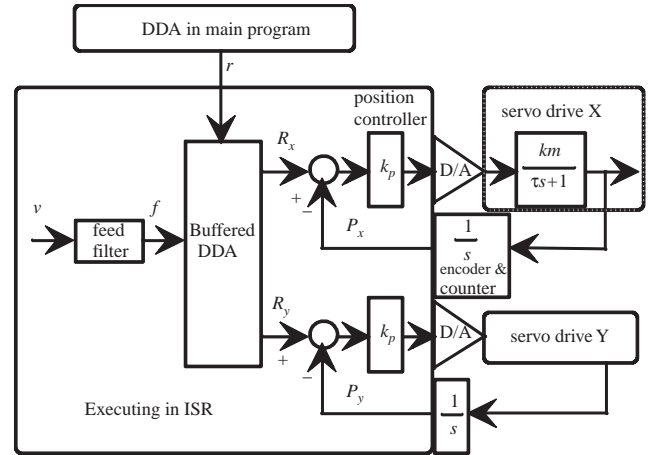 DDA in main program
r
position
controller
servo drive X
R_x
k_p
D/A
km
τs+1
+
−
v
feed
filter
f
Buffered
DDA
P_x
1
s
encoder &
counter
R_y
k_p
D/A
servo drive Y
+
−
P_y
1
s
Executing in ISR